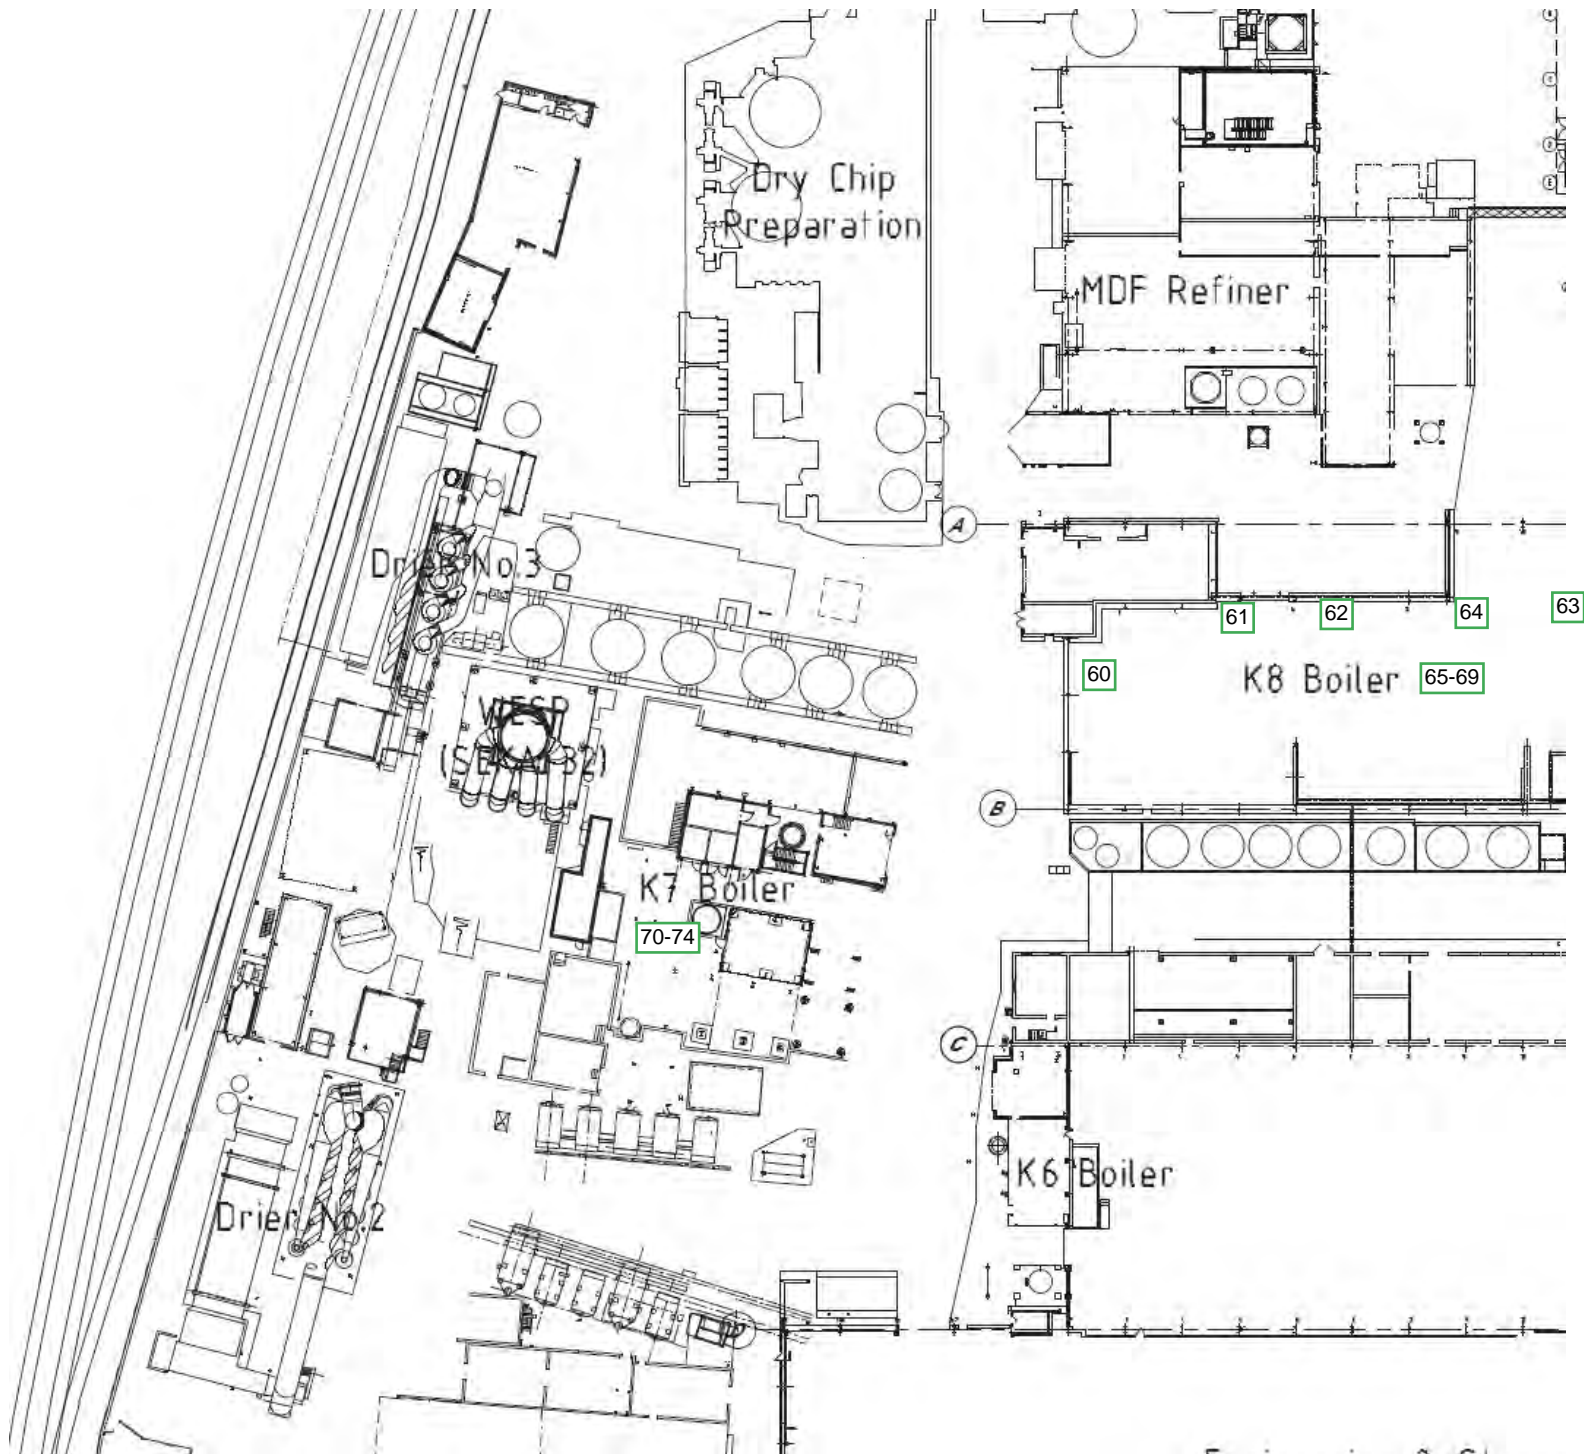 Dry Chip
Preparation
MDF Refiner
A
Drier No.3
61
62
64
63
60
K8 Boiler
65-69
WESP
B
K7 Boiler
70-74
C
K6 Boiler
Drier No.2